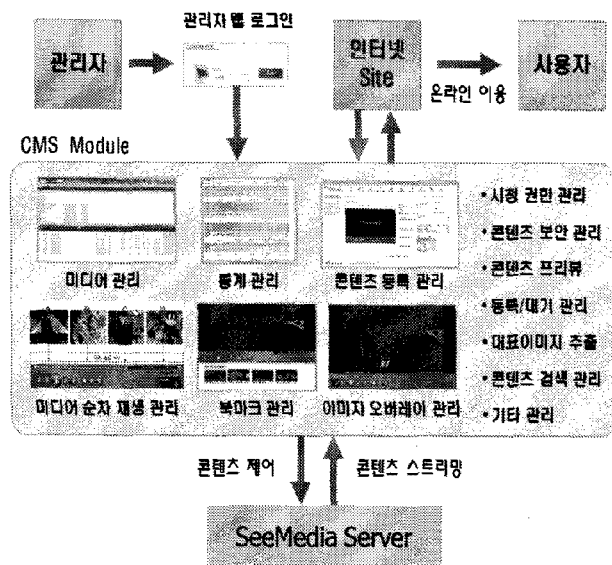 관리자 웹 로그인
관리자
인터넷
Site
사용자
온라인 이용
CMS Module
미디어 관리
통계 관리
콘텐츠 등록 관리
미디어 순차 재생 관리
북마크 관리
이미지 오버레이 관리
• 시청 권한 관리
• 콘텐츠 보안 관리
• 콘텐츠 프리뷰
• 등록/대기 관리
• 대표이미지 추출
• 콘텐츠 검색 관리
• 기타 관리
콘텐츠 제어
콘텐츠 스트리밍
SeeMedia Server